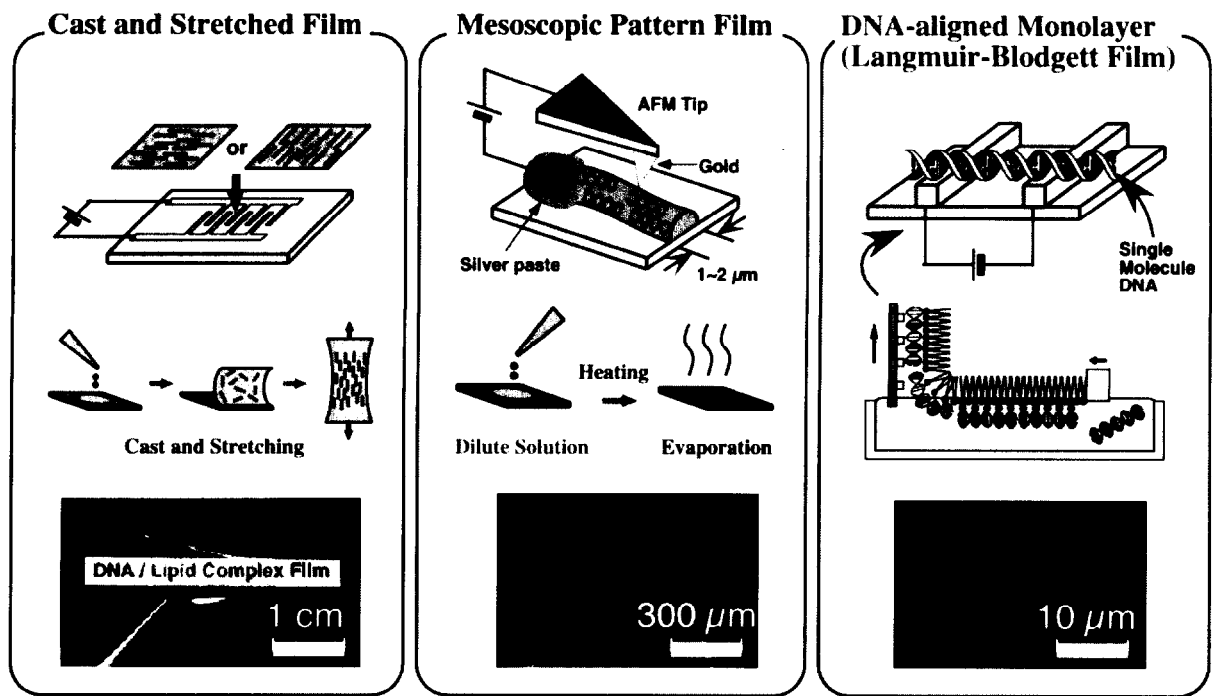 Cast and Stretched Film
or
Cast and Stretching
DNA / Lipid Complex Film
1 cm
Mesoscopic Pattern Film
AFM Tip
Gold
Silver paste
1~2 µm
Heating
Dilute Solution
Evaporation
300 µm
DNA-aligned Monolayer
(Langmuir-Blodgett Film)
Single
Molecule
DNA
10 µm